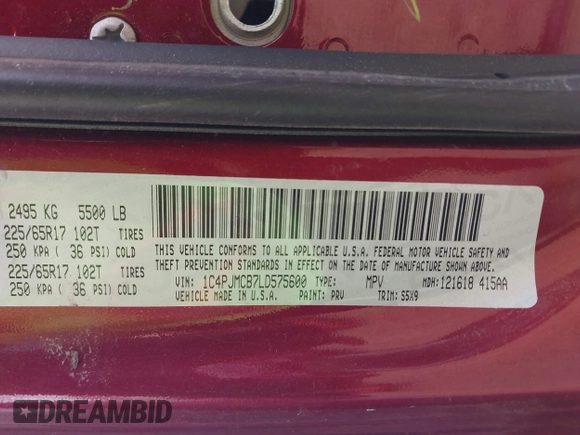 2495 KG 5500 LB
225/65R17 102T TIRES
250 KPA ( 36 PSI) COLD
225/65R17 102T TIRES
250 KPA ( 36 PSI) COLD
THIS VEHICLE CONFORMS TO ALL APPLICABLE U.S.A. FEDERAL MOTOR VEHICLE SAFETY AND
THEFT PREVENTION STANDARDS IN EFFECT ON THE DATE OF MANUFACTURE SHOWN ABOVE.
VIN: 1C4PJMCB7LD575600 TYPE: MPV MDH: 121618 415AA
VEHICLE MADE IN U.S.A. PAINT: PRV TRIM: S5X9
DREAMBID